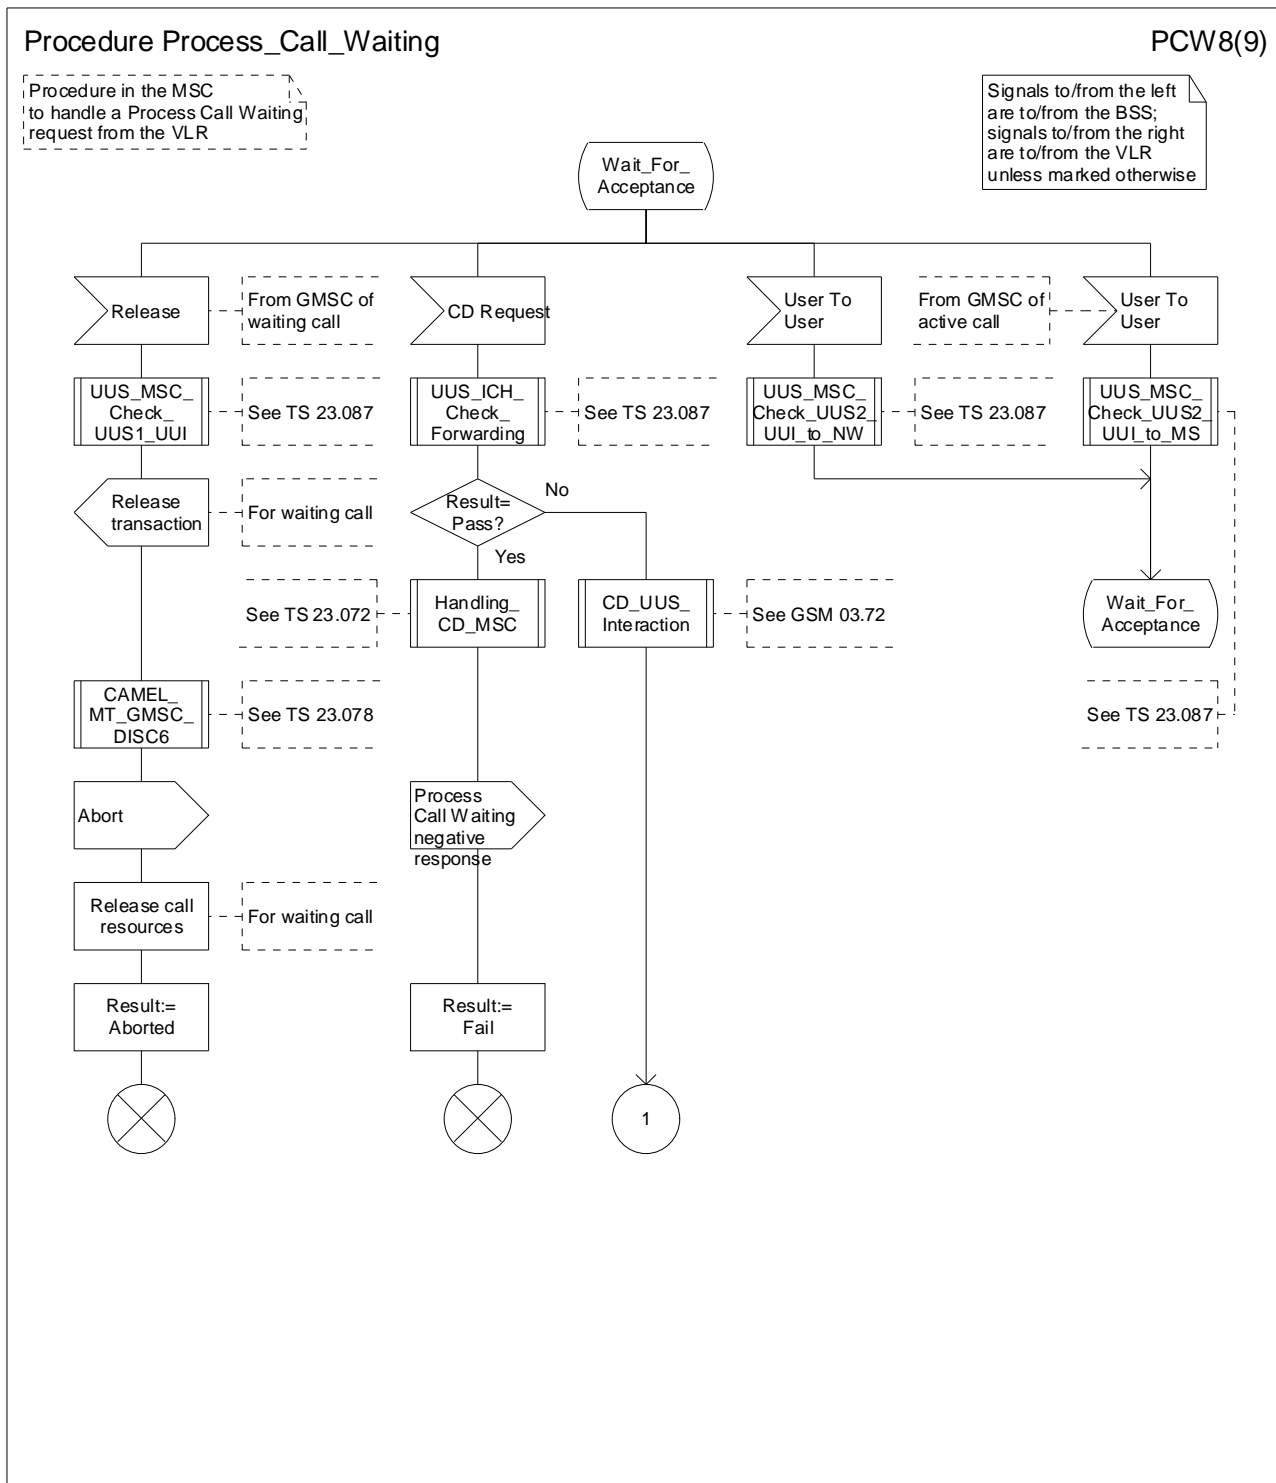 Procedure Process_Call_Waiting
PCW8(9)
Procedure in the MSC
to handle a Process Call Waiting
request from the VLR
Signals to/from the left
are to/from the BSS;
signals to/from the right
are to/from the VLR
unless marked otherwise
Wait_For_
Acceptance
Release
From GMSC of
waiting call
CD Request
User To
User
From GMSC of
active call
User To
User
UUS_MSC_
Check_
UUS1_UUI
See TS 23.087
UUS_ICH_
Check_
Forwarding
See TS 23.087
UUS_MSC_
Check_UUS2_
UUI_to_NW
See TS 23.087
UUS_MSC_
Check_UUS2_
UUI_to_MS
Release
transaction
For waiting call
Result=
Pass?
No
Yes
See TS 23.072
Handling_
CD_MSC
CD_UUS_
Interaction
See GSM 03.72
Wait_For_
Acceptance
CAMEL_
MT_GMSC_
DISC6
See TS 23.078
See TS 23.087
Abort
Process
Call Waiting
negative
response
Release call
resources
For waiting call
Result:=
Aborted
Result:=
Fail
1